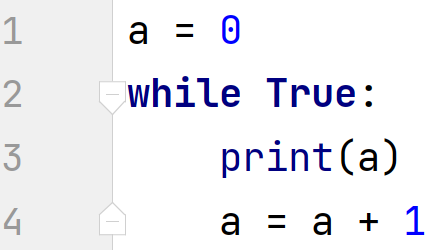 1 a = 0
2 while True:
3     print(a)
4     a = a + 1